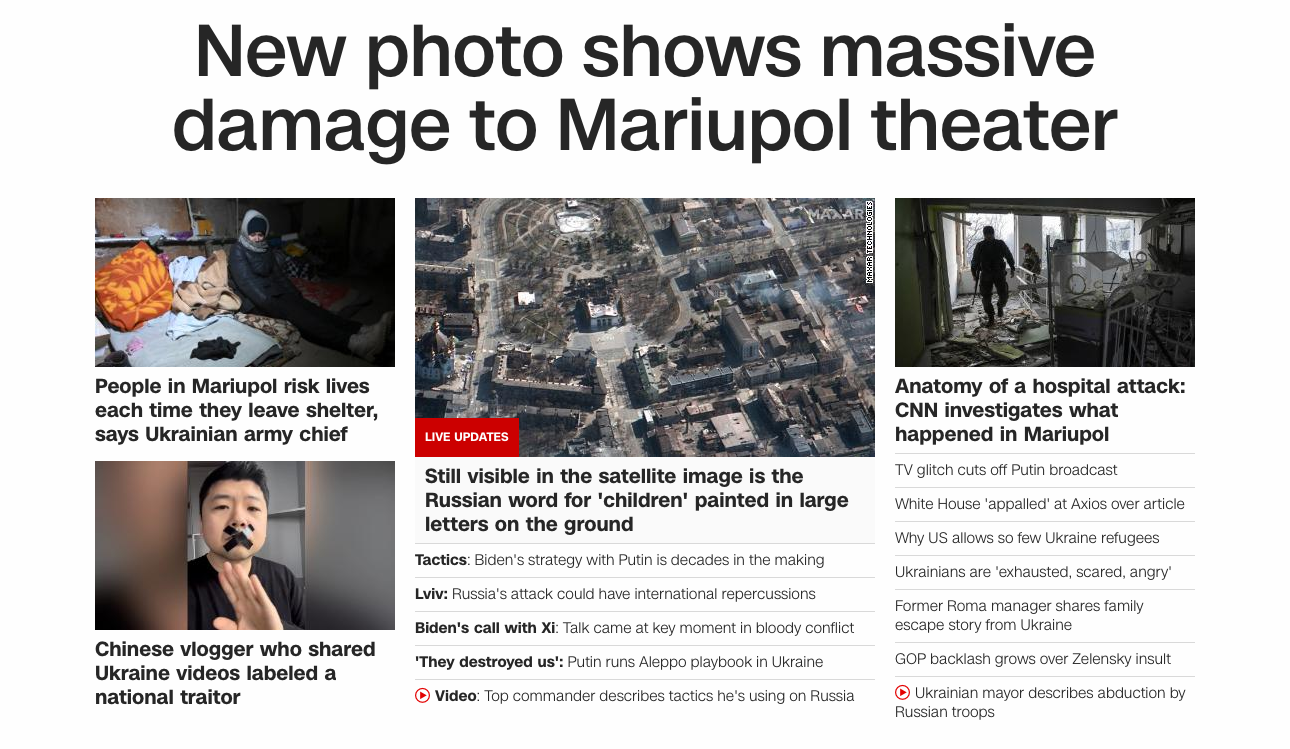 New photo shows massive
damage to Mariupol theater
People in Mariupol risk lives
each time they leave shelter,
says Ukrainian army chief
Chinese vlogger who shared
Ukraine videos labeled a
national traitor
MAXAR
MAXAR TECHNOLOGIES
LIVE UPDATES
Still visible in the satellite image is the
Russian word for 'children' painted in large
letters on the ground
Tactics: Biden's strategy with Putin is decades in the making
Lviv: Russia's attack could have international repercussions
Biden's call with Xi: Talk came at key moment in bloody conflict
'They destroyed us': Putin runs Aleppo playbook in Ukraine
Video: Top commander describes tactics he's using on Russia
Anatomy of a hospital attack:
CNN investigates what
happened in Mariupol
TV glitch cuts off Putin broadcast
White House 'appalled' at Axios over article
Why US allows so few Ukraine refugees
Ukrainians are 'exhausted, scared, angry'
Former Roma manager shares family
escape story from Ukraine
GOP backlash grows over Zelensky insult
Ukrainian mayor describes abduction by
Russian troops